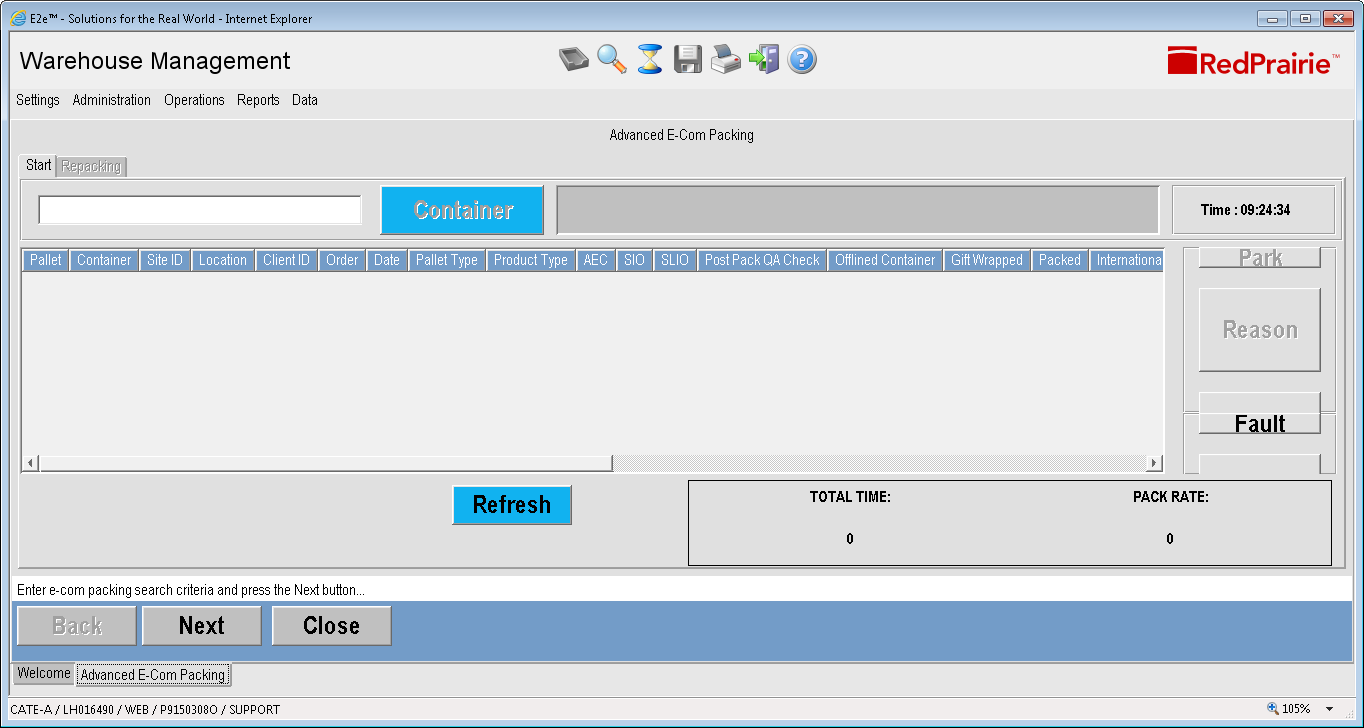 E2e™ - Solutions for the Real World - Internet Explorer
Warehouse Management
RedPrairie™
Settings Administration Operations Reports Data
Advanced E-Com Packing
Start Repacking
Container
Time : 09:24:34
Pallet Container Site ID Location Client ID Order Date Pallet Type Product Type AEC SIO SLIO Post Pack QA Check Offlined Container Gift Wrapped Packed Internationa
Park
Reason
Fault
Refresh
TOTAL TIME: PACK RATE:
0 0
Enter e-com packing search criteria and press the Next button...
Back Next Close
Welcome Advanced E-Com Packing
CATE-A / LH016490 / WEB / P9150308O / SUPPORT
105%